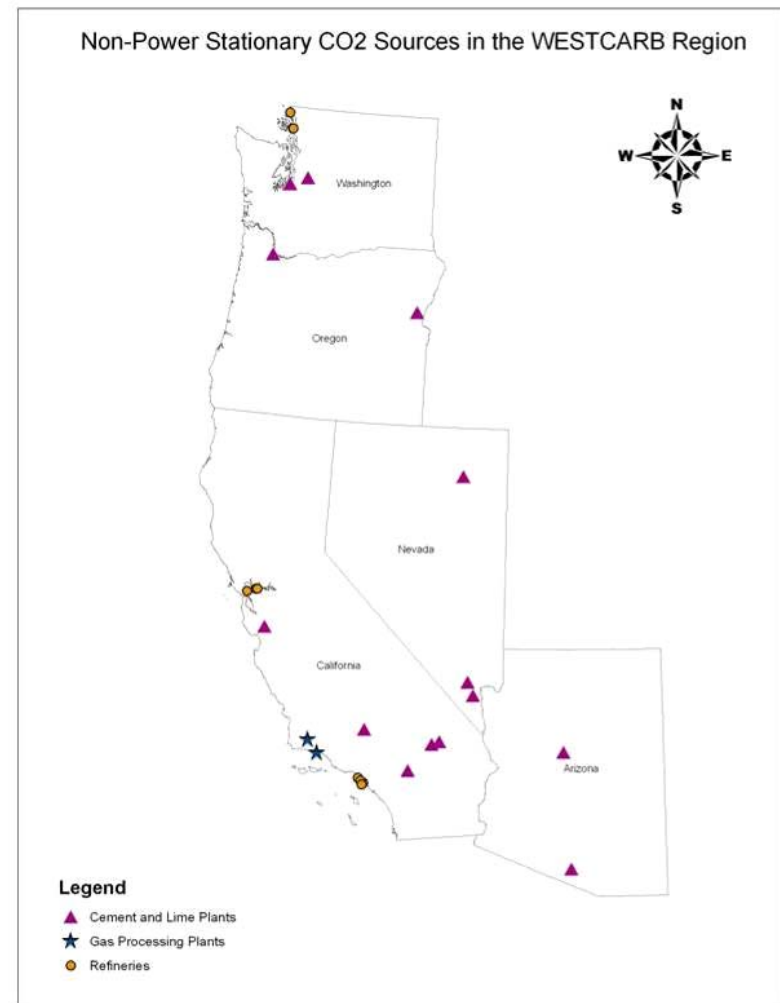 Non-Power Stationary CO2 Sources in the WESTCARB Region
N
W E
S
Washington
Oregon
Nevada
California
Arizona
Legend
Cement and Lime Plants
Gas Processing Plants
Refineries